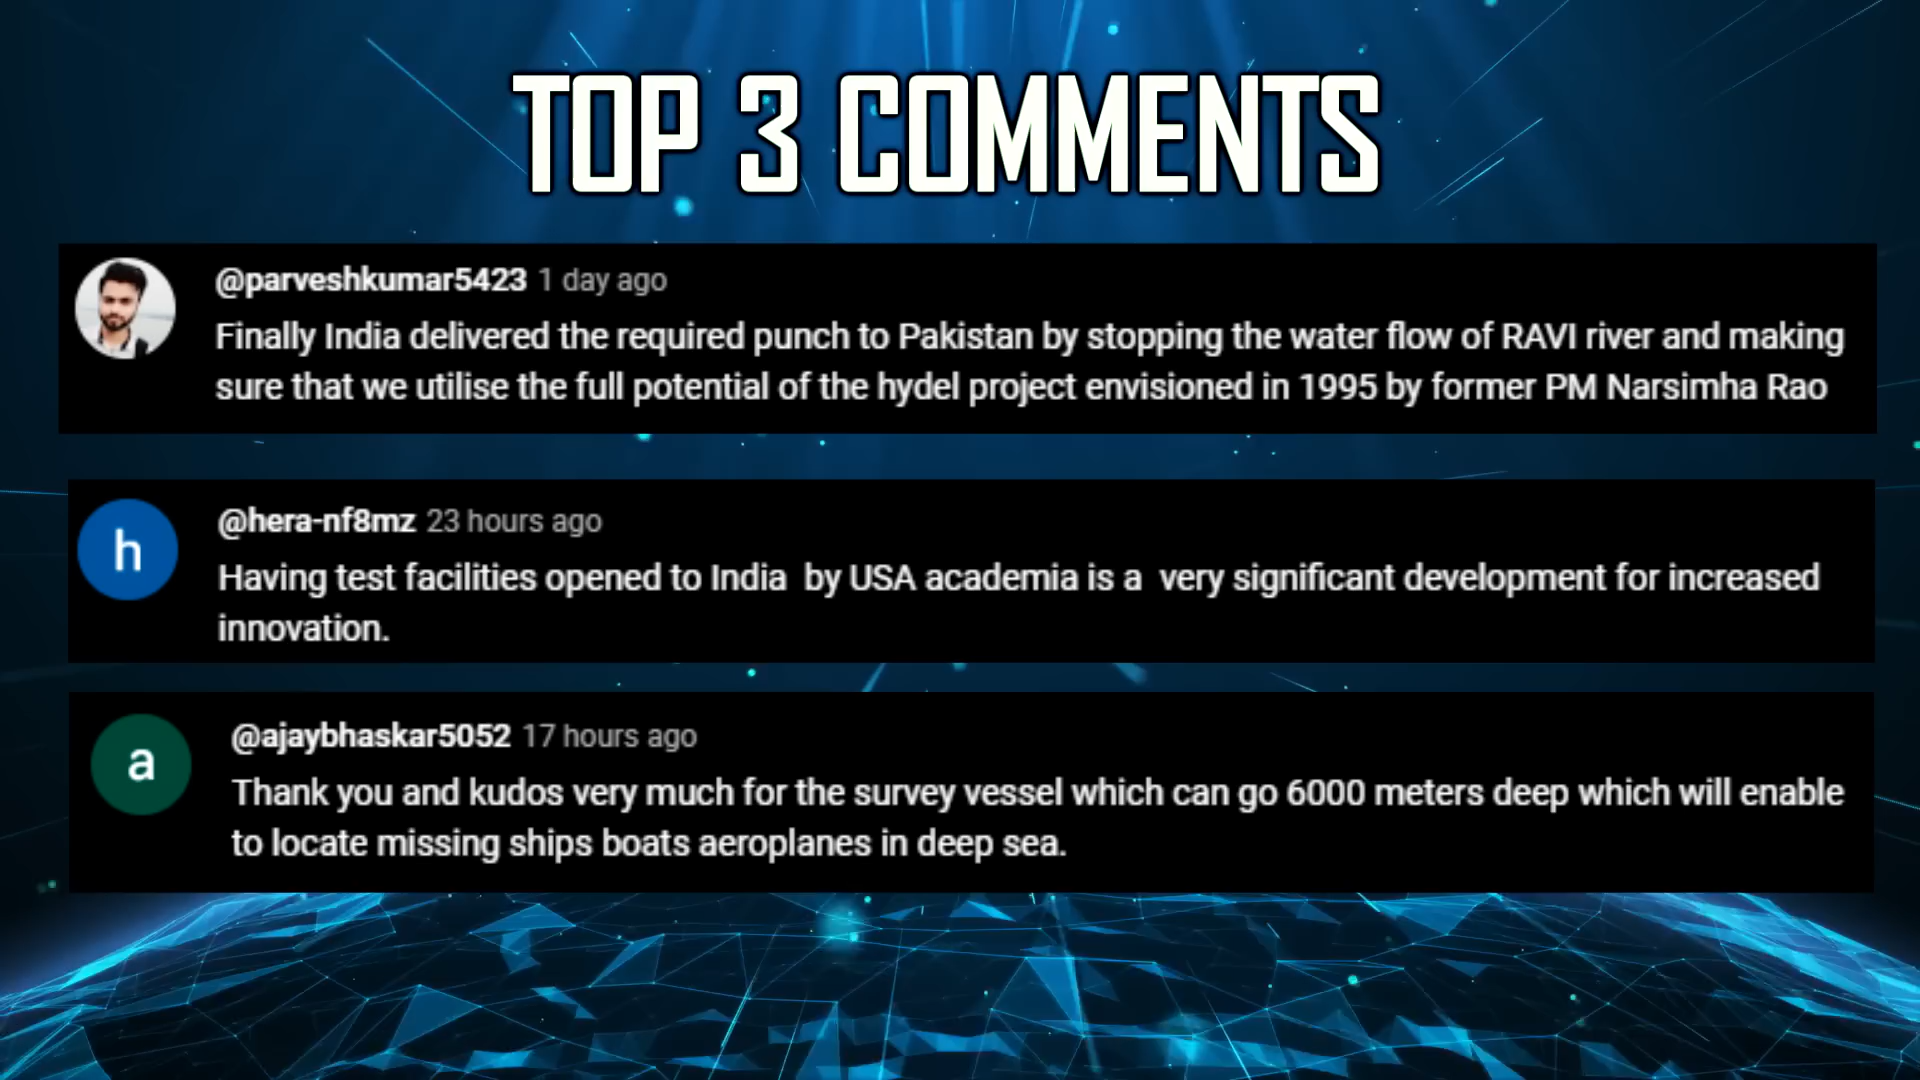 TOP 3 COMMENTS
@parveshkumar5423 1 day ago
Finally India delivered the required punch to Pakistan by stopping the water flow of RAVI river and making
sure that we utilise the full potential of the hydel project envisioned in 1995 by former PM Narsimha Rao
h
@hera-nf8mz 23 hours ago
Having test facilities opened to India  by USA academia is a  very significant development for increased
innovation.
a
@ajaybhaskar5052 17 hours ago
Thank you and kudos very much for the survey vessel which can go 6000 meters deep which will enable
to locate missing ships boats aeroplanes in deep sea.